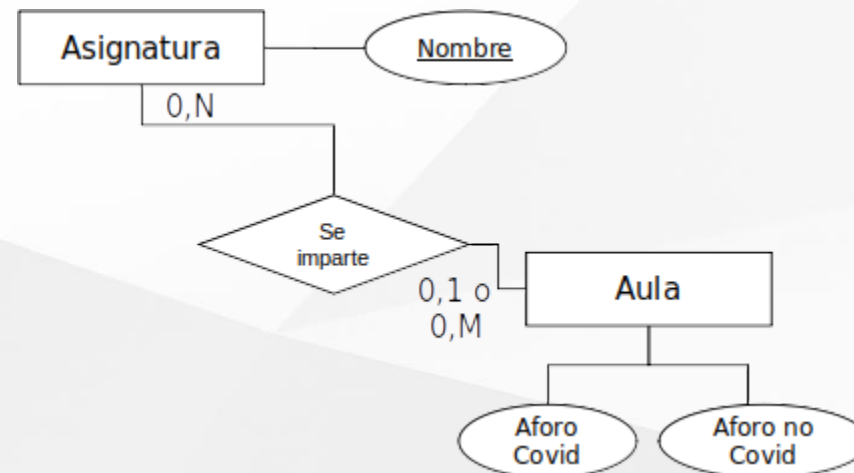 Asignatura
Nombre
0,N
Se
imparte
0,1 o
0,M
Aula
Aforo
Covid
Aforo no
Covid